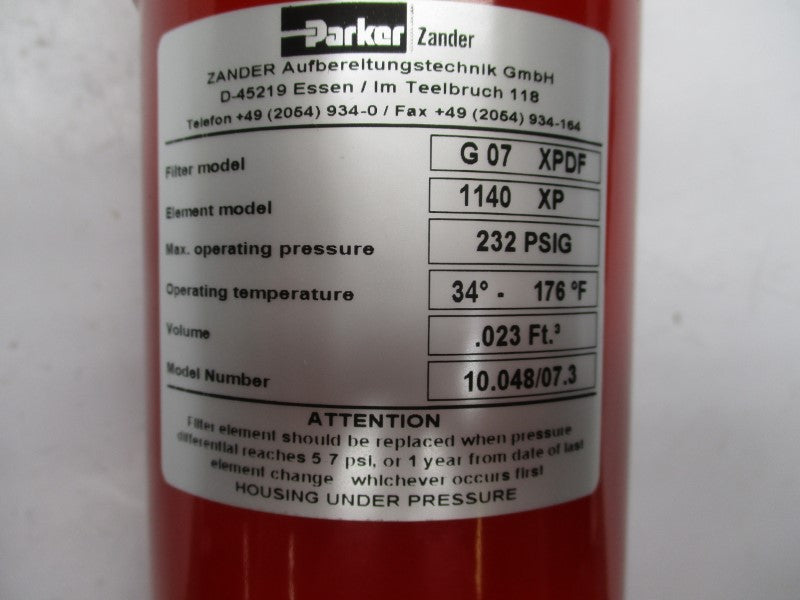 Parker Zander
ZANDER Aufbereitungstechnik GmbH
D-45219 Essen / Im Teelbruch 118
Telefon +49 (2054) 934-0 / Fax +49 (2054) 934-164
Filter model G 07 XPDF
Element model 1140 XP
Max. operating pressure 232 PSIG
Operating temperature 34° - 176 °F
Volume .023 Ft.³
Model Number 10.048/07.3
ATTENTION
Filter element should be replaced when pressure
differential reaches 5 7 psi, or 1 year from date of last
element change whichever occurs first
HOUSING UNDER PRESSURE